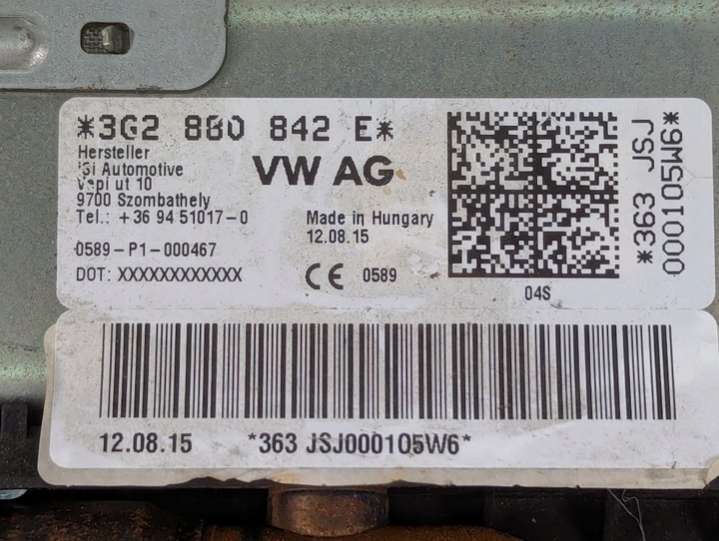 *3G2 880 842 E*
Hersteller
iSi Automotive
Vepi ut 10
VW AG
9700 Szombathely
Tel.: +36 94 51017-0
Made in Hungary
12.08.15
0589-P1-000467
DOT: XXXXXXXXXXXX
CE 0589
04S
*363 JSJ
000105W6*
12.08.15 *363 JSJ000105W6*